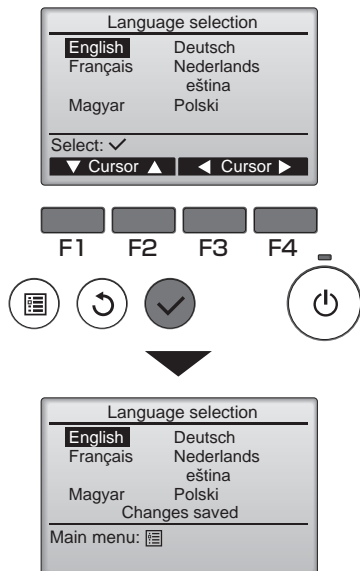 Language selection
English Deutsch
Français Nederlands
eština
Magyar Polski
Select: ✓
▼ Cursor ▲ ◀ Cursor ▶
F1 F2 F3 F4
Language selection
English Deutsch
Français Nederlands
eština
Magyar Polski
Changes saved
Main menu: